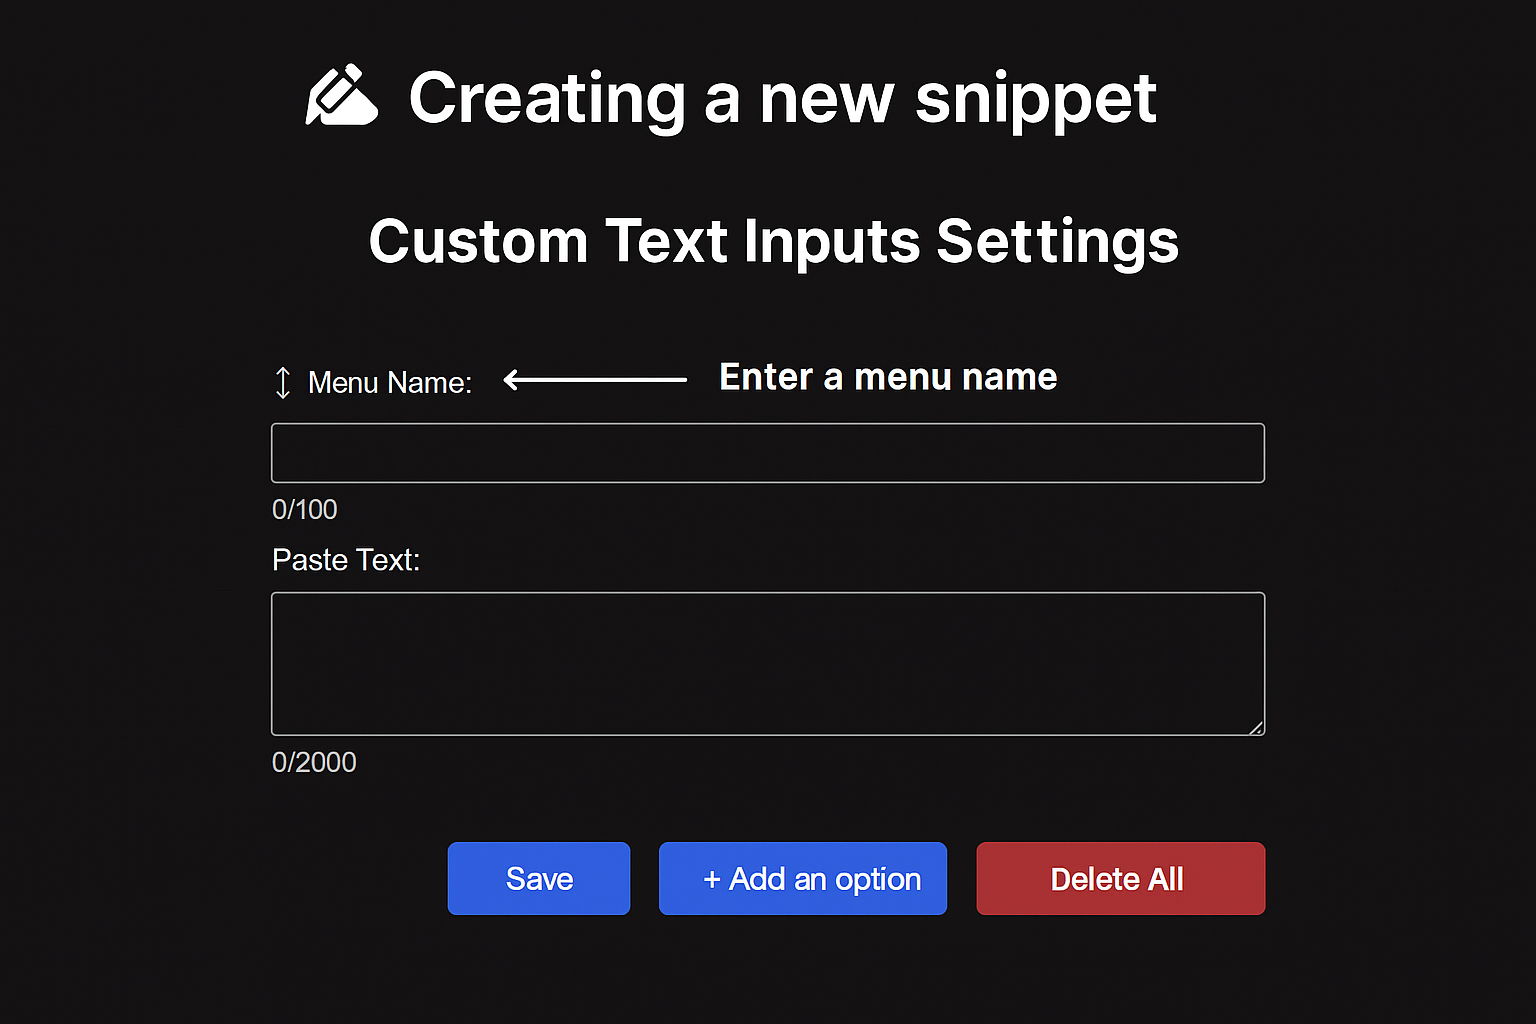 Creating a new snippet
Custom Text Inputs Settings
Menu Name:
Enter a menu name
0/100
Paste Text:
0/2000
Save
+ Add an option
Delete All